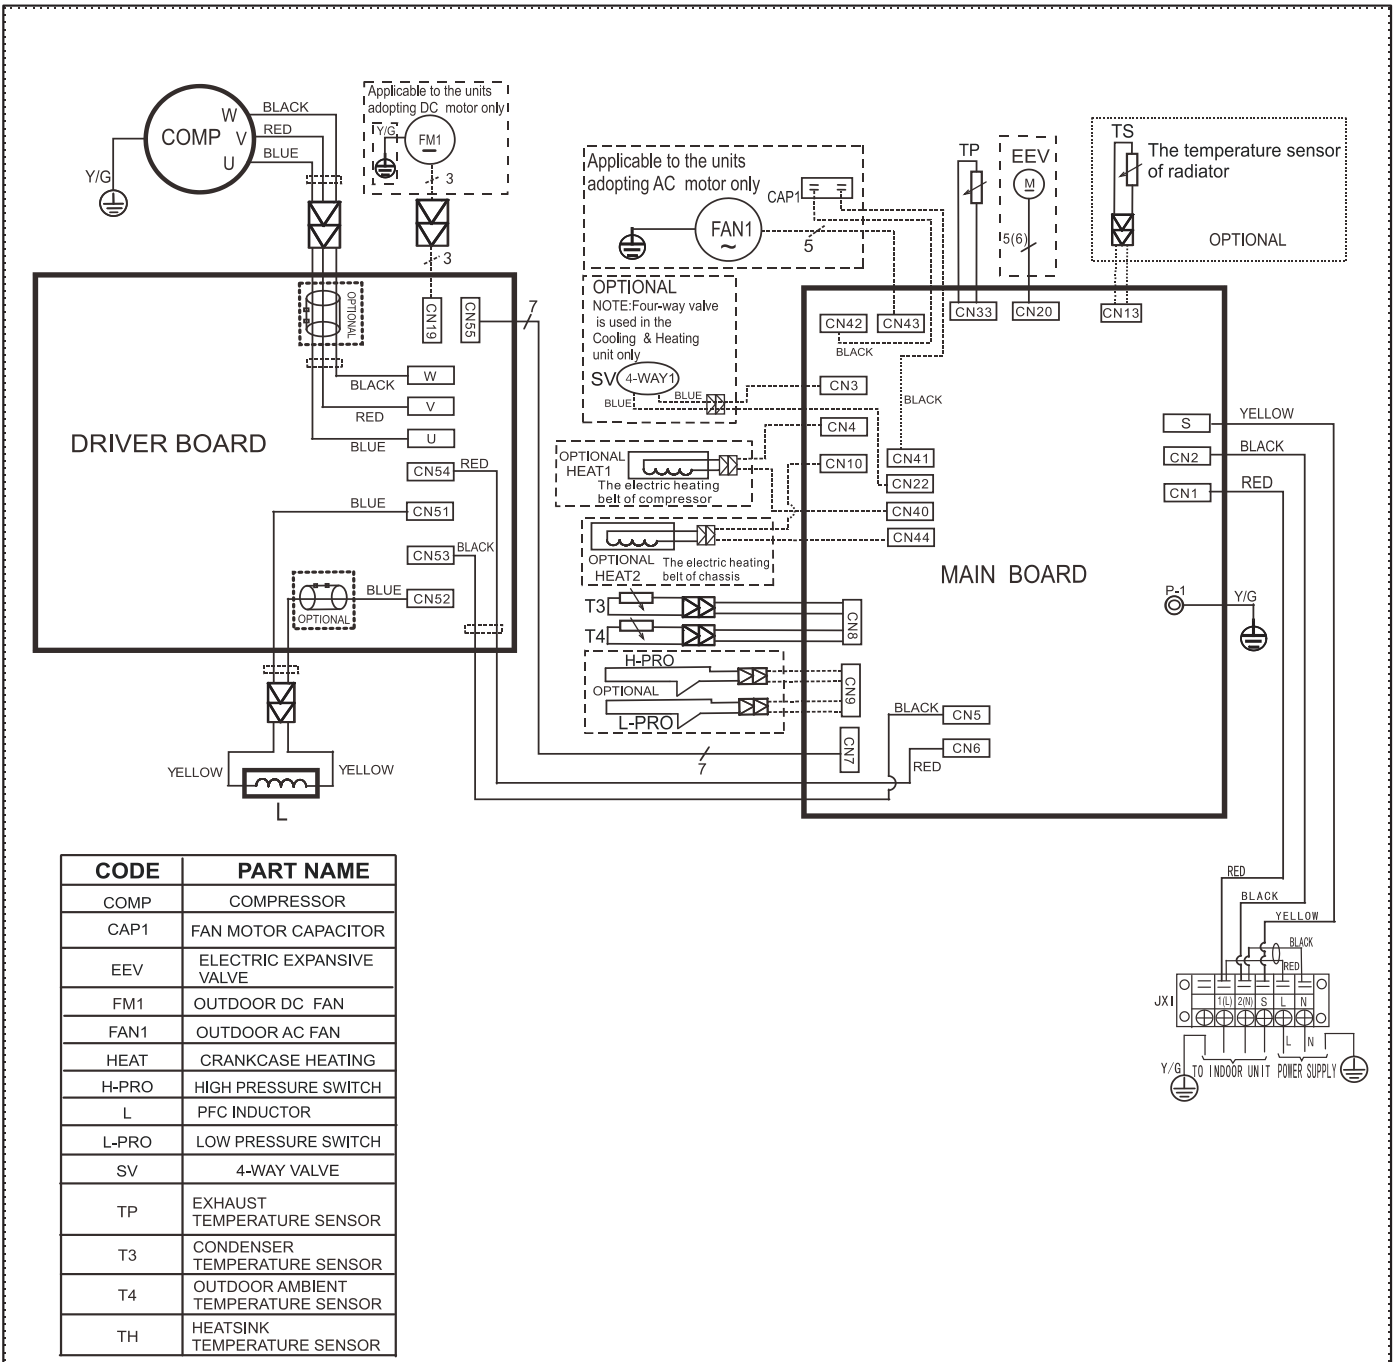 COMP
W
V
U
BLACK
RED
BLUE
Y/G
Applicable to the units
adopting DC motor only
Y/G
FM1
3
3
OPTIONAL
CN19
CN55
7
W
BLACK
V
RED
U
BLUE
DRIVER BOARD
CN54
RED
BLUE
CN51
CN53
BLACK
BLUE
CN52
OPTIONAL
YELLOW
YELLOW
L
Applicable to the units
adopting AC motor only
CAP1
FAN1
~
5
OPTIONAL
NOTE:Four-way valve
is used in the
Cooling & Heating
unit only
SV
4-WAY1
BLUE
BLUE
OPTIONAL
HEAT1
The electric heating
belt of compressor
OPTIONAL
HEAT2
The electric heating
belt of chassis
T3
T4
H-PRO
OPTIONAL
L-PRO
7
TP
EEV
M
5(6)
TS
The temperature sensor
of radiator
OPTIONAL
CN42
CN43
BLACK
CN33
CN20
CN13
CN3
BLACK
CN4
CN10
CN41
CN22
CN40
CN44
CN8
CN9
CN7
BLACK
CN5
CN6
RED
MAIN BOARD
S
YELLOW
CN2
BLACK
CN1
RED
P-1
Y/G
RED
BLACK
YELLOW
BLACK
RED
JX1
1(L)
2(N)
S
L
N
L
N
Y/G
TO INDOOR UNIT
POWER SUPPLY
CODE PART NAME
COMP COMPRESSOR
CAP1 FAN MOTOR CAPACITOR
EEV ELECTRIC EXPANSIVE
VALVE
FM1 OUTDOOR DC FAN
FAN1 OUTDOOR AC FAN
HEAT CRANKCASE HEATING
H-PRO HIGH PRESSURE SWITCH
L PFC INDUCTOR
L-PRO LOW PRESSURE SWITCH
SV 4-WAY VALVE
TP EXHAUST
TEMPERATURE SENSOR
T3 CONDENSER
TEMPERATURE SENSOR
T4 OUTDOOR AMBIENT
TEMPERATURE SENSOR
TH HEATSINK
TEMPERATURE SENSOR